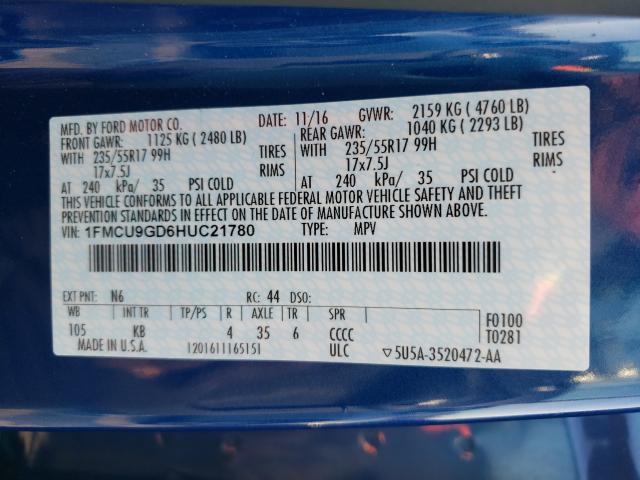 MFD. BY FORD MOTOR CO.
DATE: 11/16 GVWR: 2159 KG ( 4760 LB)
FRONT GAWR: 1125 KG ( 2480 LB)
REAR GAWR: 1040 KG ( 2293 LB)
WITH 235/55R17 99H TIRES
WITH 235/55R17 99H TIRES
17x7.5J RIMS
17x7.5J RIMS
AT 240 kPa/ 35 PSI COLD
AT 240 kPa/ 35 PSI COLD
THIS VEHICLE CONFORMS TO ALL APPLICABLE FEDERAL MOTOR VEHICLE SAFETY AND THEFT
PREVENTION STANDARDS IN EFFECT ON THE DATE OF MANUFACTURE SHOWN ABOVE.
VIN: 1FMCU9GD6HUC21780 TYPE: MPV
EXT PNT: N6 RC: 44 DSO:
WB INT TR TP/PS R AXLE TR SPR
105 KB 4 35 6 CCCC
F0100
T0281
MADE IN U.S.A. 1201611165151 ULC 5U5A-3520472-AA